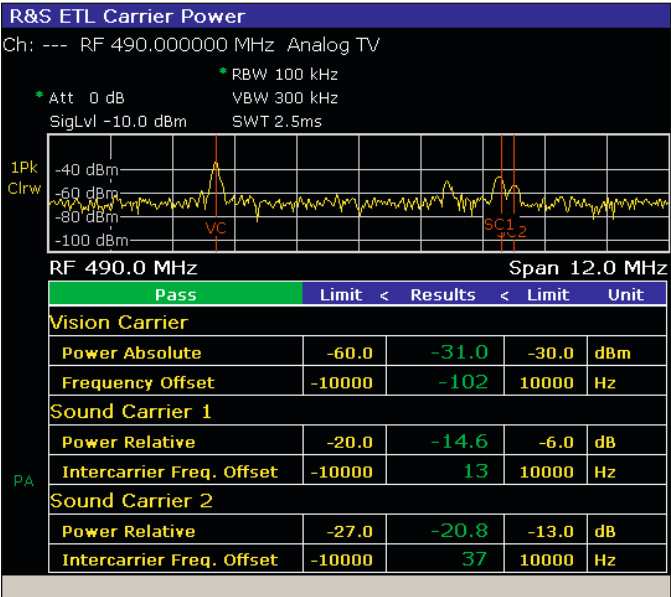 R&S ETL Carrier Power
Ch: --- RF 490.000000 MHz Analog TV
* RBW 100 kHz
* Att 0 dB VBW 300 kHz
SigLvl -10.0 dBm SWT 2.5ms
1Pk
Clrw
-40 dBm
-60 dBm
-80 dBm
-100 dBm
VC
SC1
RF 490.0 MHz Span 12.0 MHz
Pass Limit < Results < Limit Unit
Vision Carrier
Power Absolute -60.0 -31.0 -30.0 dBm
Frequency Offset -10000 -102 10000 Hz
Sound Carrier 1
Power Relative -20.0 -14.6 -6.0 dB
Intercarrier Freq. Offset -10000 13 10000 Hz
PA
Sound Carrier 2
Power Relative -27.0 -20.8 -13.0 dB
Intercarrier Freq. Offset -10000 37 10000 Hz